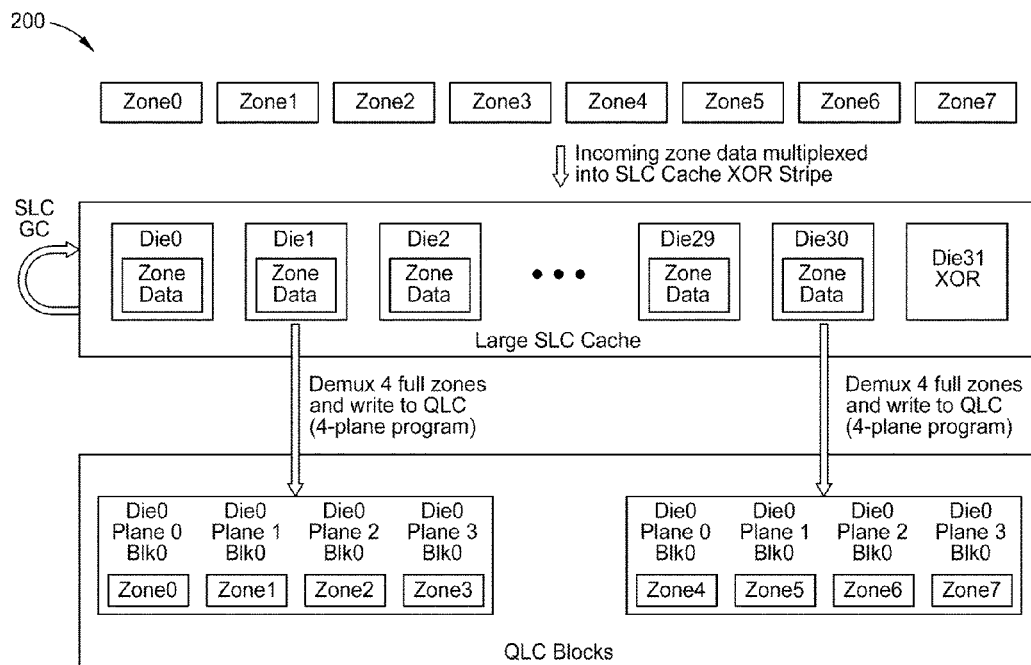 200
Zone0 Zone1 Zone2 Zone3 Zone4 Zone5 Zone6 Zone7
Incoming zone data multiplexed
into SLC Cache XOR Stripe
SLC
GC
Die0 Die1 Die2 Die29 Die30 Die31
XOR
Zone Zone Zone Zone Zone
Data Data Data Data Data
Large SLC Cache
Demux 4 full zones
and write to QLC
(4-plane program)
Demux 4 full zones
and write to QLC
(4-plane program)
Die0 Die0 Die0 Die0
Plane 0 Plane 1 Plane 2 Plane 3
Blk0 Blk0 Blk0 Blk0
Zone0 Zone1 Zone2 Zone3
Die0 Die0 Die0 Die0
Plane 0 Plane 1 Plane 2 Plane 3
Blk0 Blk0 Blk0 Blk0
Zone4 Zone5 Zone6 Zone7
QLC Blocks